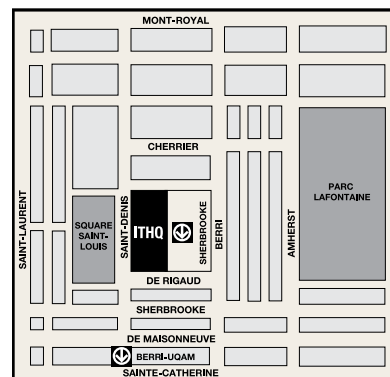 MONT-ROYAL
CHERRIER
SAINT-LAURENT
SQUARE
SAINT-
LOUIS
SAINT-DENIS
ITHQ
SHERBROOKE
BERRI
AMHERST
PARC
LAFONTAINE
DE RIGAUD
SHERBROOKE
DE MAISONNEUVE
BERRI-UQAM
SAINTE-CATHERINE